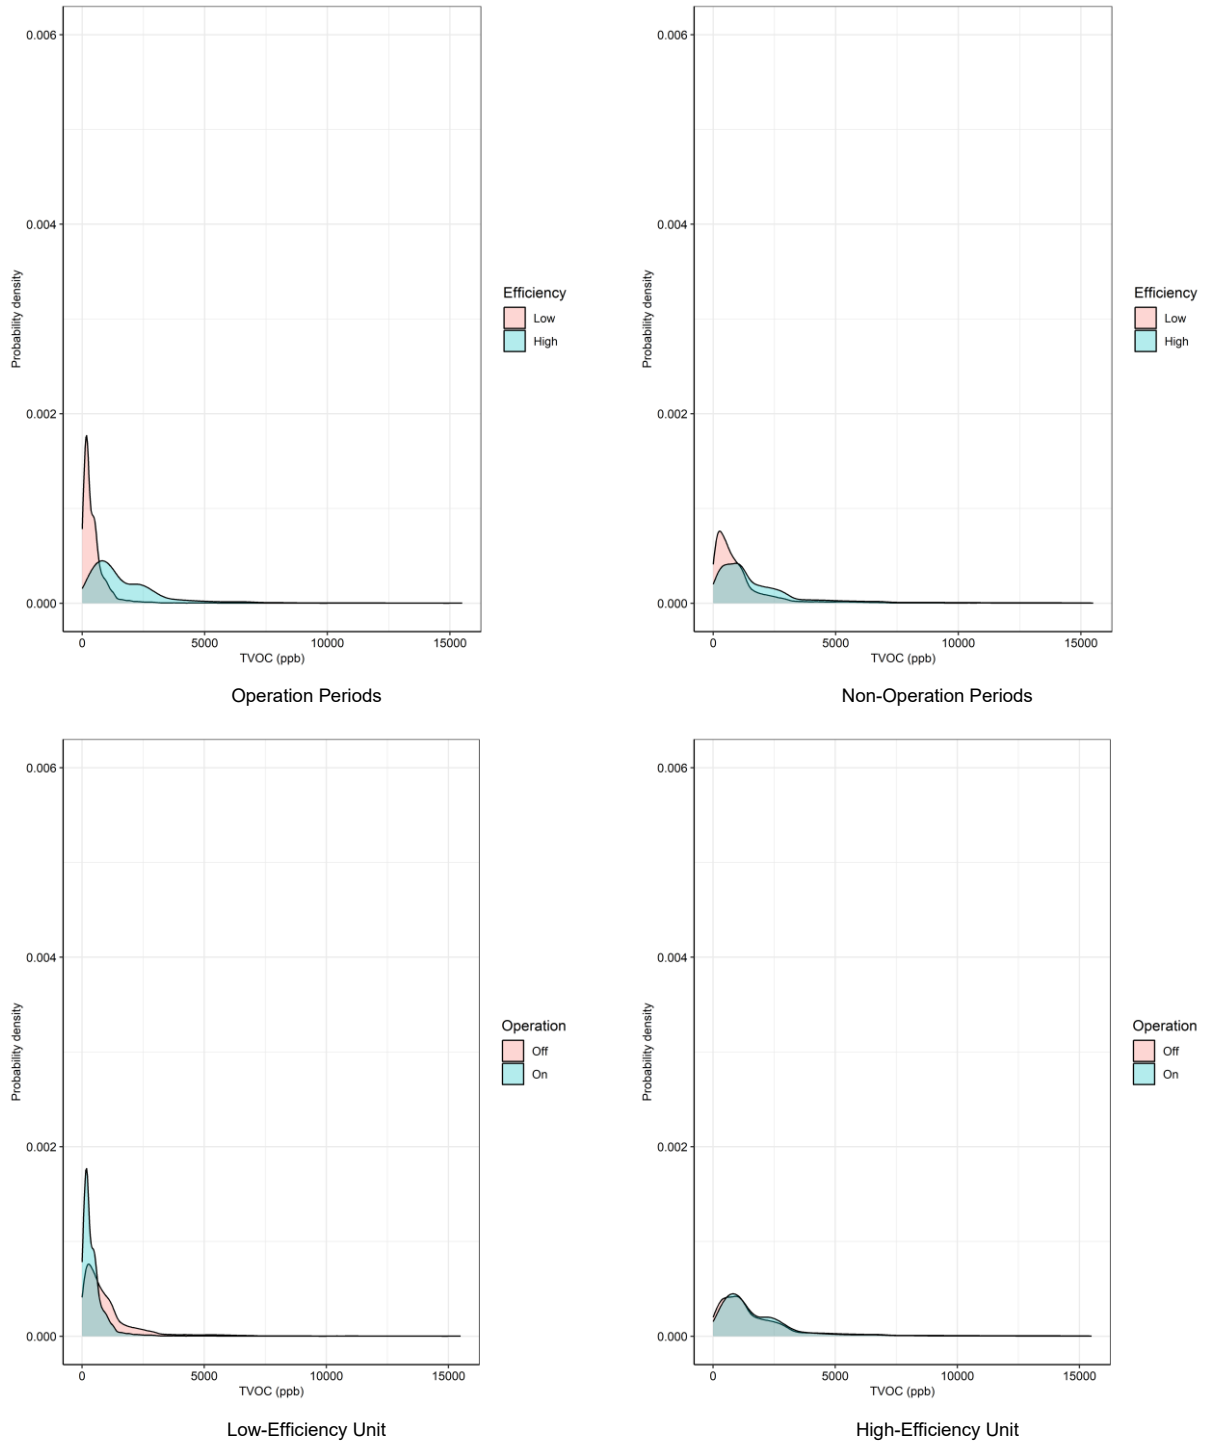 0.006
0.004
0.002
0.000
Probability density
0
5000
10000
15000
TVOC (ppb)
Efficiency
Low
High
Operation Periods
0.006
0.004
0.002
0.000
Probability density
0
5000
10000
15000
TVOC (ppb)
Efficiency
Low
High
Non-Operation Periods
0.006
0.004
0.002
0.000
Probability density
0
5000
10000
15000
TVOC (ppb)
Operation
Off
On
Low-Efficiency Unit
0.006
0.004
0.002
0.000
Probability density
0
5000
10000
15000
TVOC (ppb)
Operation
Off
On
High-Efficiency Unit